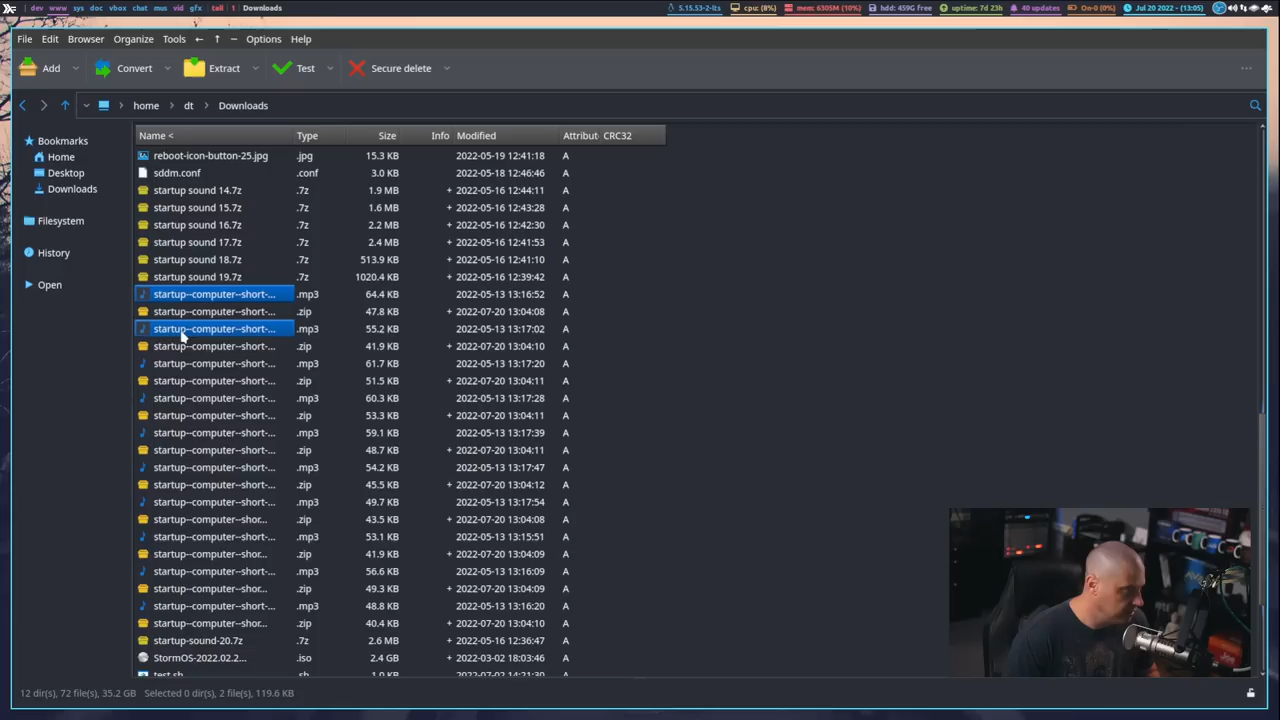 dev www sys doc vbox chat mus vid gfx tall 1 Downloads 5.15.53-2-lts cpu: (8%) mem: 6305M (10%) hdd: 459G free uptime: 7d 23h 40 updates On-0 (0%) Jul 20 2022 - (13:05)
File Edit Browser Organize Tools ← ↑ − Options Help
Add Convert Extract Test Secure delete
home dt Downloads
Bookmarks
Home
Desktop
Downloads
Filesystem
History
Open
Name < Type Size Info Modified Attribut CRC32
reboot-icon-button-25.jpg .jpg 15.3 KB 2022-05-19 12:41:18 A
sddm.conf .conf 3.0 KB 2022-05-18 12:46:46 A
startup sound 14.7z .7z 1.9 MB + 2022-05-16 12:44:11 A
startup sound 15.7z .7z 1.6 MB + 2022-05-16 12:43:28 A
startup sound 16.7z .7z 2.2 MB + 2022-05-16 12:42:30 A
startup sound 17.7z .7z 2.4 MB + 2022-05-16 12:41:53 A
startup sound 18.7z .7z 513.9 KB + 2022-05-16 12:41:10 A
startup sound 19.7z .7z 1020.4 KB + 2022-05-16 12:39:42 A
startup--computer--short-... .mp3 64.4 KB 2022-05-13 13:16:52 A
startup--computer--short-... .zip 47.8 KB + 2022-07-20 13:04:08 A
startup--computer--short-... .mp3 55.2 KB 2022-05-13 13:17:02 A
startup--computer--short-... .zip 41.9 KB + 2022-07-20 13:04:10 A
startup--computer--short-... .mp3 61.7 KB 2022-05-13 13:17:20 A
startup--computer--short-... .zip 51.5 KB + 2022-07-20 13:04:11 A
startup--computer--short-... .mp3 60.3 KB 2022-05-13 13:17:28 A
startup--computer--short-... .zip 53.3 KB + 2022-07-20 13:04:11 A
startup--computer--short-... .mp3 59.1 KB 2022-05-13 13:17:39 A
startup--computer--short-... .zip 48.7 KB + 2022-07-20 13:04:11 A
startup--computer--short-... .mp3 54.2 KB 2022-05-13 13:17:47 A
startup--computer--short-... .zip 45.5 KB + 2022-07-20 13:04:12 A
startup--computer--short-... .mp3 49.7 KB 2022-05-13 13:17:54 A
startup--computer--shor... .zip 43.5 KB + 2022-07-20 13:04:08 A
startup--computer--short-... .mp3 53.1 KB 2022-05-13 13:15:51 A
startup--computer--shor... .zip 41.9 KB + 2022-07-20 13:04:09 A
startup--computer--short-... .mp3 56.6 KB 2022-05-13 13:16:09 A
startup--computer--shor... .zip 49.3 KB + 2022-07-20 13:04:09 A
startup--computer--short-... .mp3 48.8 KB 2022-05-13 13:16:20 A
startup--computer--shor... .zip 40.4 KB + 2022-07-20 13:04:10 A
startup-sound-20.7z .7z 2.6 MB + 2022-05-16 12:36:47 A
StormOS-2022.02.2... .iso 2.4 GB + 2022-03-02 18:03:46 A
test.sh .sh 1.0 KB 2022-07-02 14:21:30 A
12 dir(s), 72 file(s), 35.2 GB Selected 0 dir(s), 2 file(s), 119.6 KB